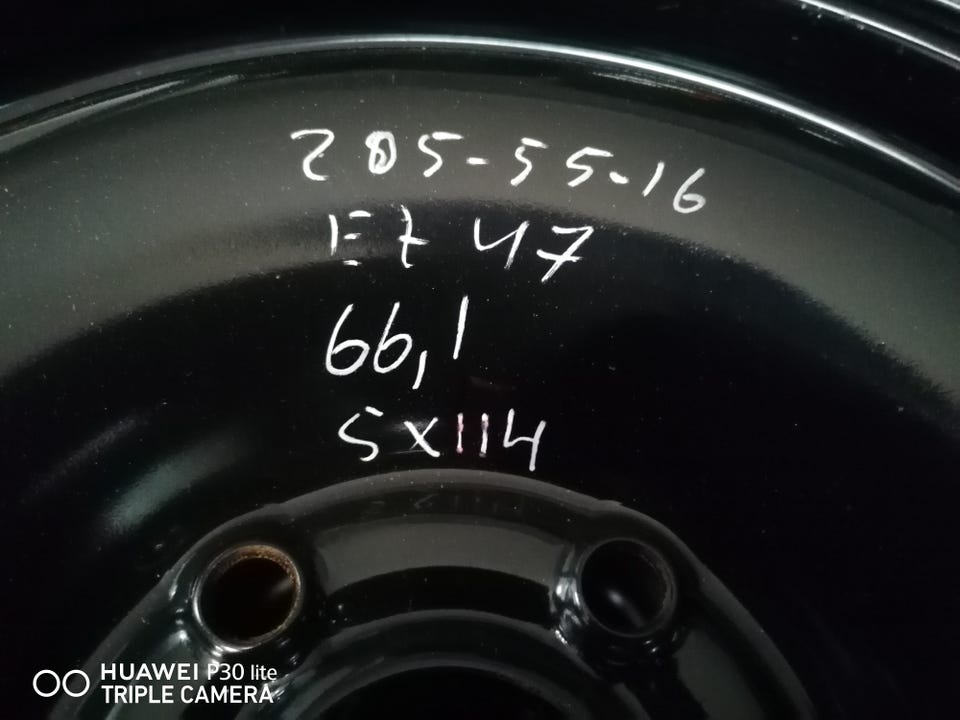 205-55-16
Et 47
66,1
5x114
HUAWEI P30 lite
TRIPLE CAMERA